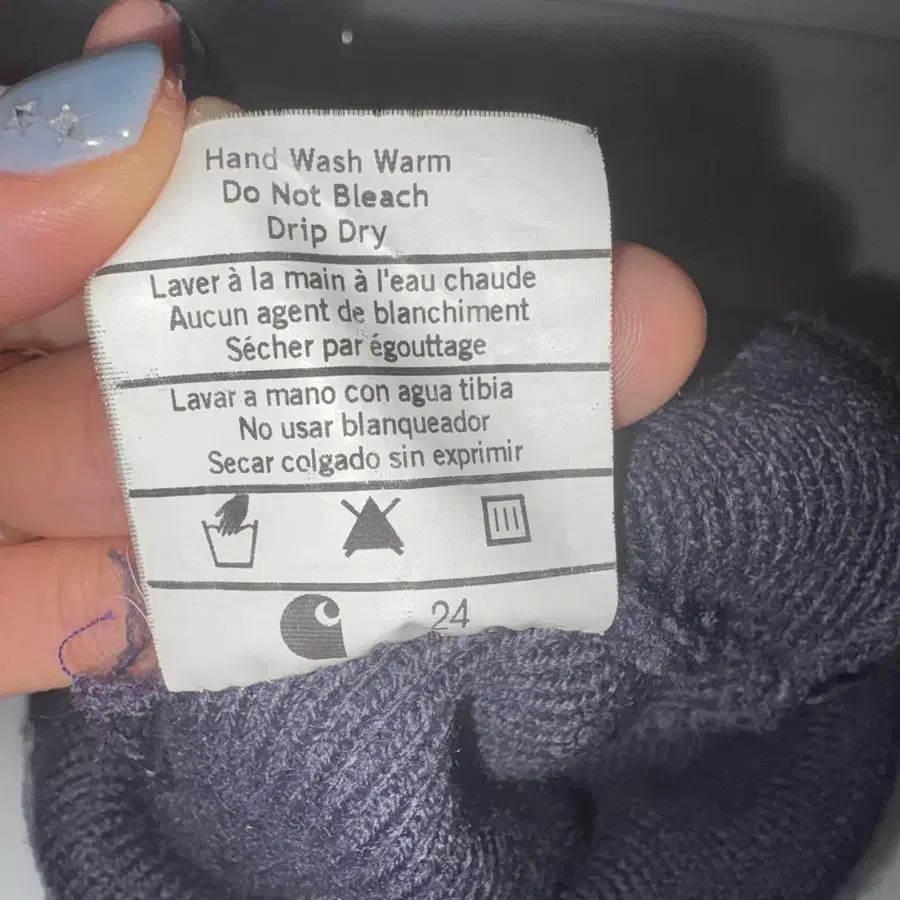 Hand Wash Warm
Do Not Bleach
Drip Dry
Laver à la main à l'eau chaude
Aucun agent de blanchiment
Sécher par égouttage
Lavar a mano con agua tibia
No usar blanqueador
Secar colgado sin exprimir
24